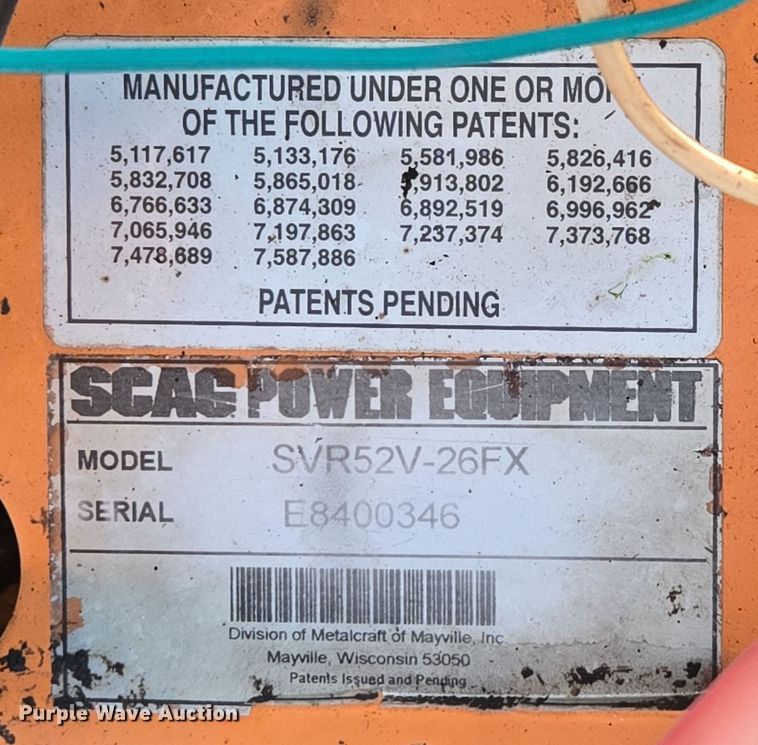 MANUFACTURED UNDER ONE OR
OF THE FOLLOWING PATENTS:
5,117,617 5,133,176 5,581,986 5,826,416
5,832,708 5,865,018 ,913,802 6,192,666
6,766,633 6,874,309 6,892,519 6,996,962
7,065,946 7,197,863 7,237,374 7,373,768
7,478,689 7,587,886
PATENTS PENDING
SCAG POWER EQUIPMENT
MODEL SVR52V-26FX
SERIAL E8400346
Division of Metalcraft of Mayville, Inc.
Mayville, Wisconsin 53050
Patents Issued and Pending
Purple Wave Auction